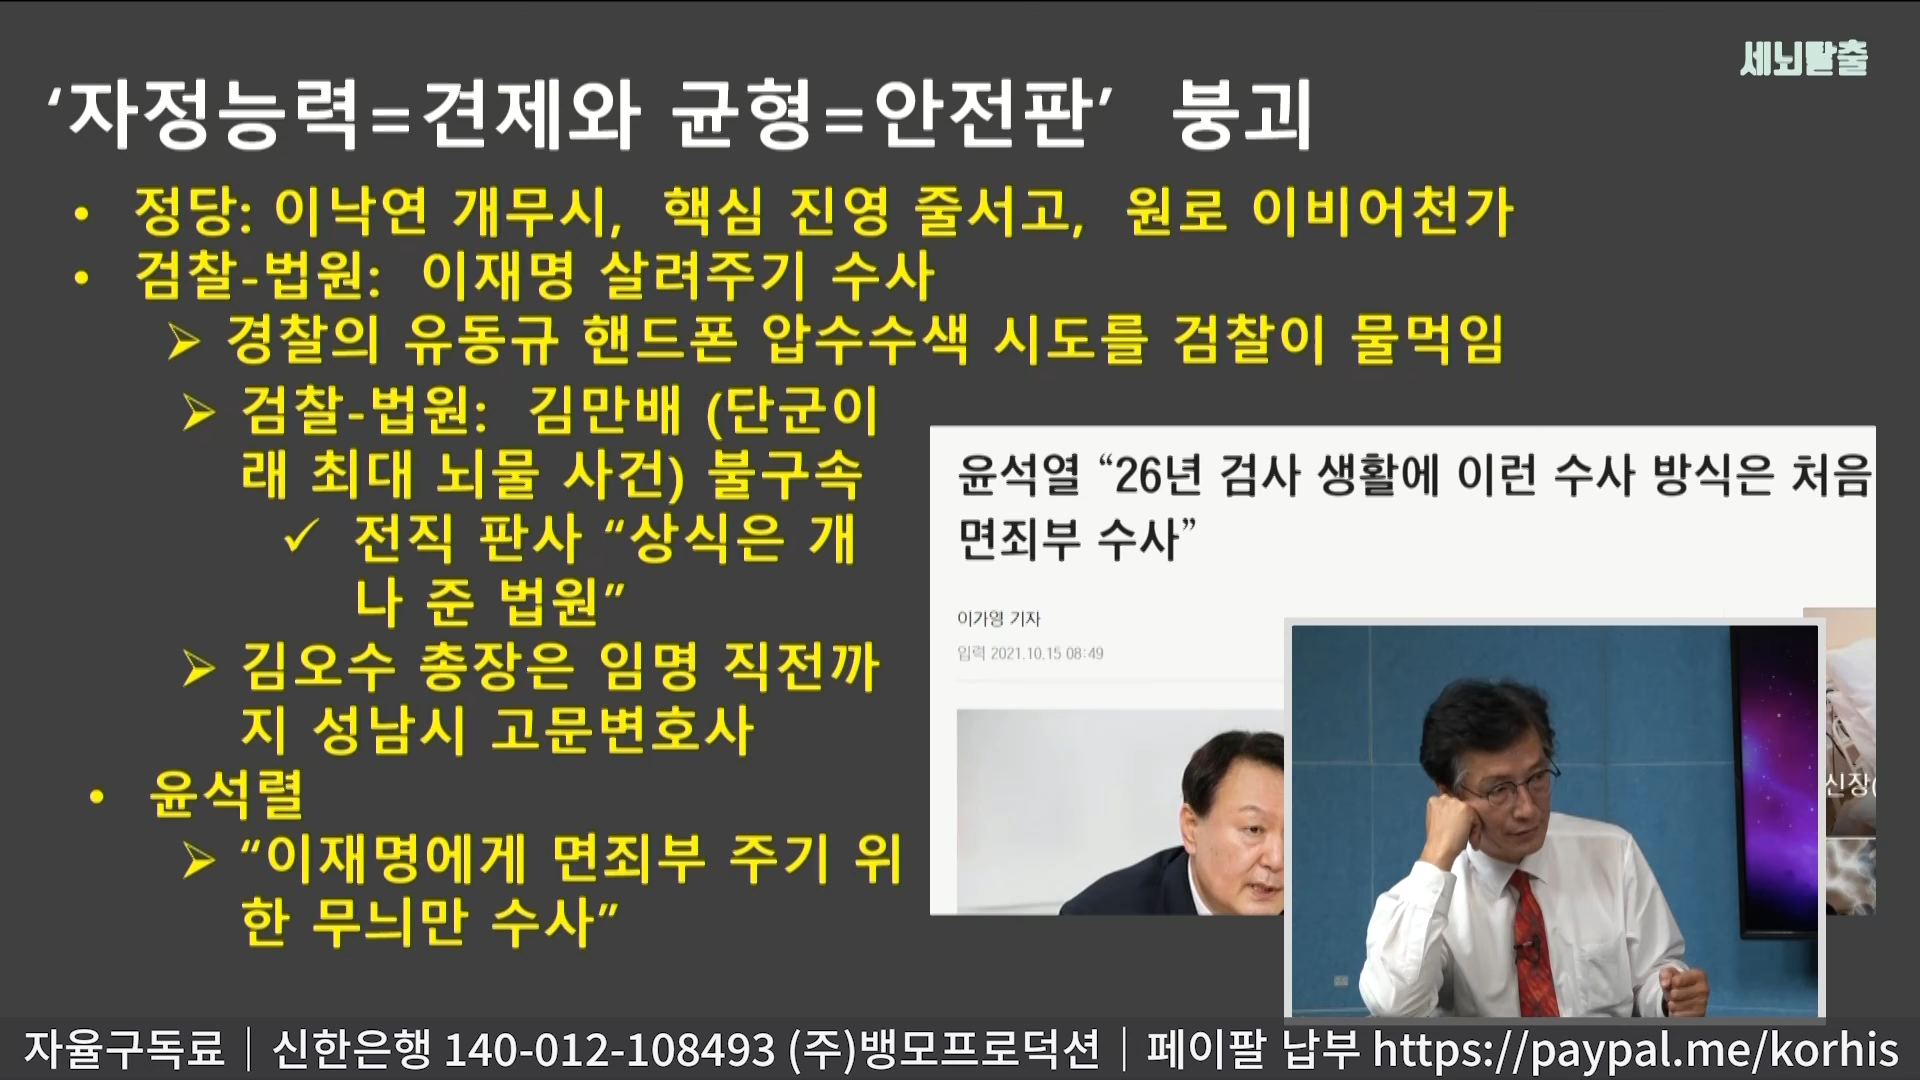 세뇌탈출
‘자정능력=견제와 균형=안전판’ 붕괴
• 정당: 이낙연 개무시, 핵심 진영 줄서고, 원로 이비어천가
• 검찰-법원: 이재명 살려주기 수사
➢ 경찰의 유동규 핸드폰 압수수색 시도를 검찰이 물먹임
➢ 검찰-법원: 김만배 (단군이
래 최대 뇌물 사건) 불구속
✓ 전직 판사 “상식은 개
나 준 법원”
➢ 김오수 총장은 임명 직전까
지 성남시 고문변호사
• 윤석렬
➢ “이재명에게 면죄부 주기 위
한 무늬만 수사”
윤석열 “26년 검사 생활에 이런 수사 방식은 처음
면죄부 수사”
이가영 기자
입력 2021.10.15 08:49
신장(
자율구독료｜신한은행 140-012-108493 (주)뱅모프로덕션｜페이팔 납부 https://paypal.me/korhis